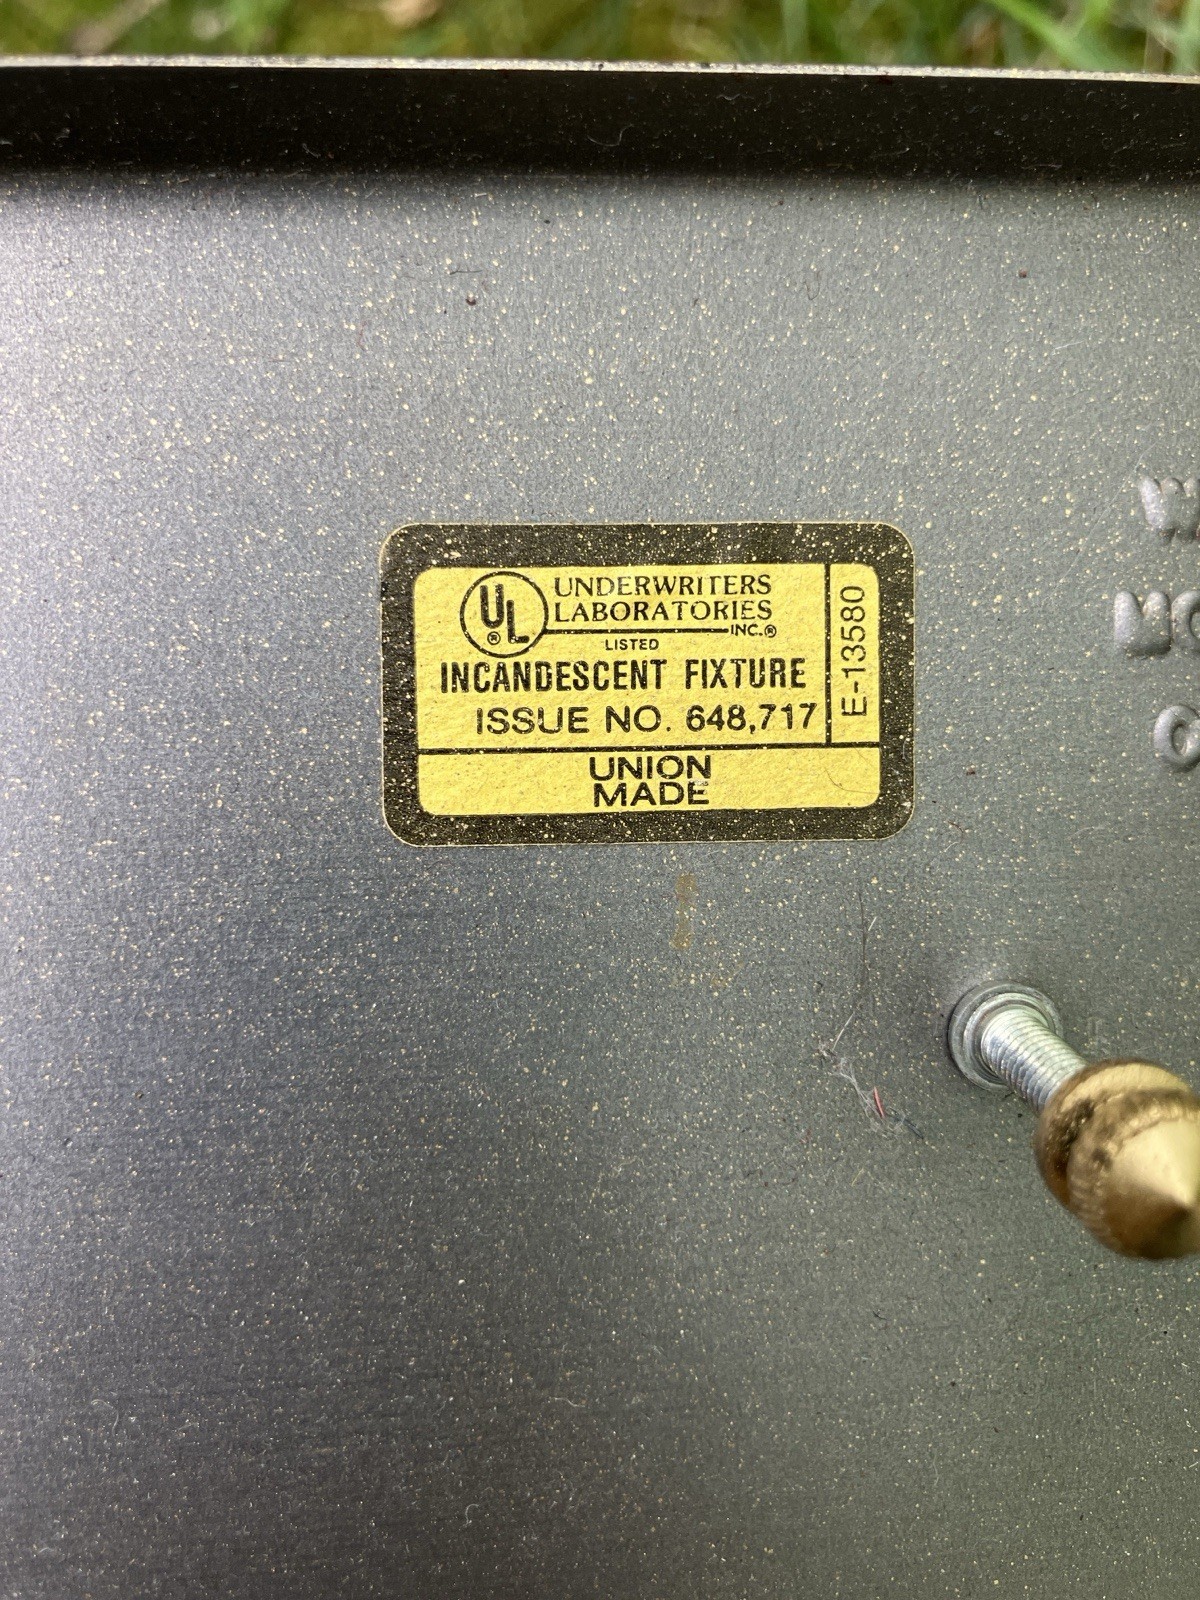 UL®
UNDERWRITERS
LABORATORIES
INC.®
LISTED
INCANDESCENT FIXTURE
ISSUE NO. 648,717
E-13580
UNION
MADE